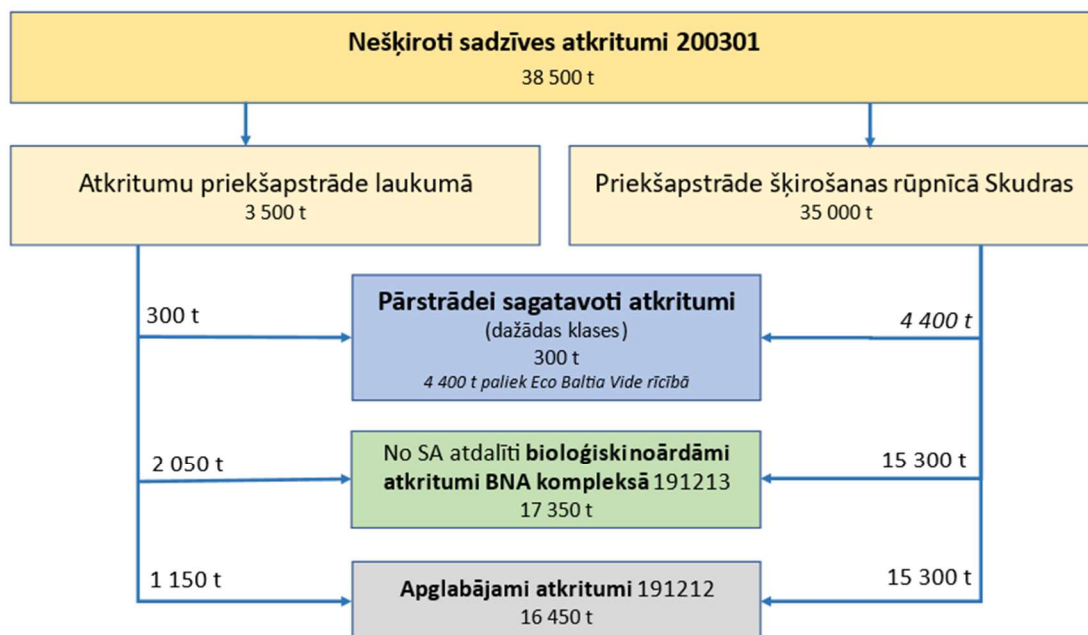 Nešķiroti sadzīves atkritumi 200301
38 500 t
Atkritumu priekšapstrāde laukumā
3 500 t
Priekšapstrāde šķirošanas rūpnīcā Skudras
35 000 t
300 t
Pārstrādei sagatavoti atkritumi
(dažādas klases)
300 t
4 400 t paliek Eco Baltia Vide rīcībā
4 400 t
2 050 t
No SA atdalīti bioloģiski noārdāmi
atkritumi BNA kompleksā 191213
17 350 t
15 300 t
1 150 t
Apglabājami atkritumi 191212
16 450 t
15 300 t